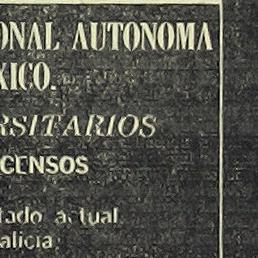 ONAL AUTONOMA
XICO.
RSITARIOS
CENSOS
tado actual
alicia